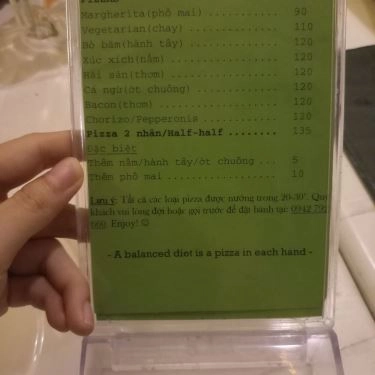 Margherita(phô mai) ............. 90
Vegetarian(chay) ............... 110
Bò bằm(hành tây) ............... 120
Xúc xích(nấm) .................. 120
Hải sản(thơm) .................. 120
Cá ngừ(ớt chuông) .............. 120
Bacon(thơm) .................... 120
Chorizo/Pepperonis ............. 120
Pizza 2 nhân/Half-half ........ 135
Đặc biệt
Thêm nấm/hành tây/ớt chuông ... 5
Thêm phô mai .................. 10
Lưu ý: Tất cả các loại pizza được nướng trong 20-30'. Quý
khách vui lòng đợi hoặc gọi trước để đặt bánh tại: 0942
Enjoy! ☺
- A balanced diet is a pizza in each hand -